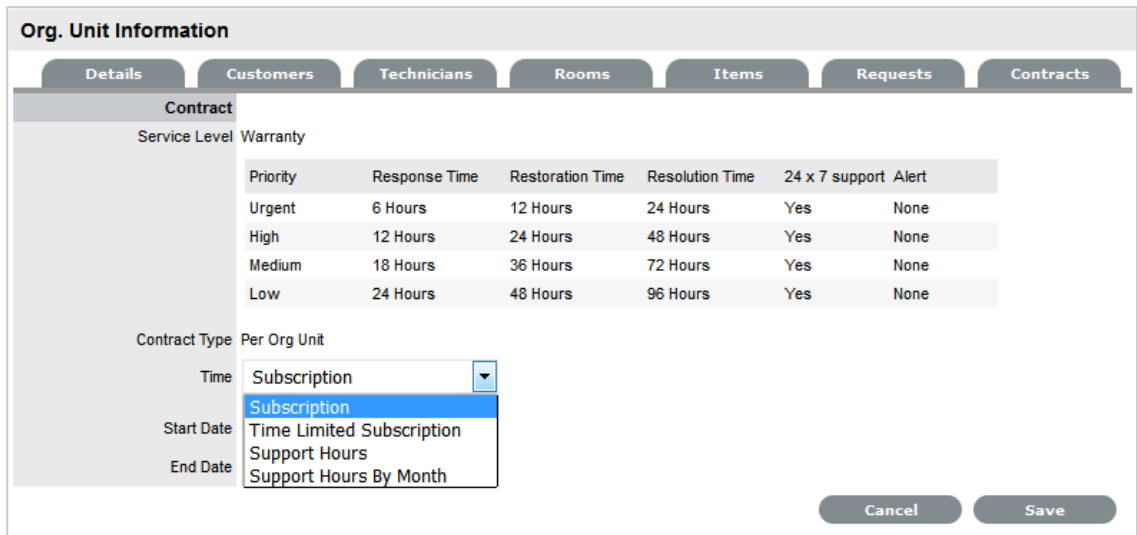 Org. Unit Information
Details Customers Technicians Rooms Items Requests Contracts
Contract
Service Level Warranty
Priority Response Time Restoration Time Resolution Time 24 x 7 support Alert
Urgent 6 Hours 12 Hours 24 Hours Yes None
High 12 Hours 24 Hours 48 Hours Yes None
Medium 18 Hours 36 Hours 72 Hours Yes None
Low 24 Hours 48 Hours 96 Hours Yes None
Contract Type Per Org Unit
Time Subscription
Subscription
Start Date Time Limited Subscription
Support Hours
End Date Support Hours By Month
Cancel Save